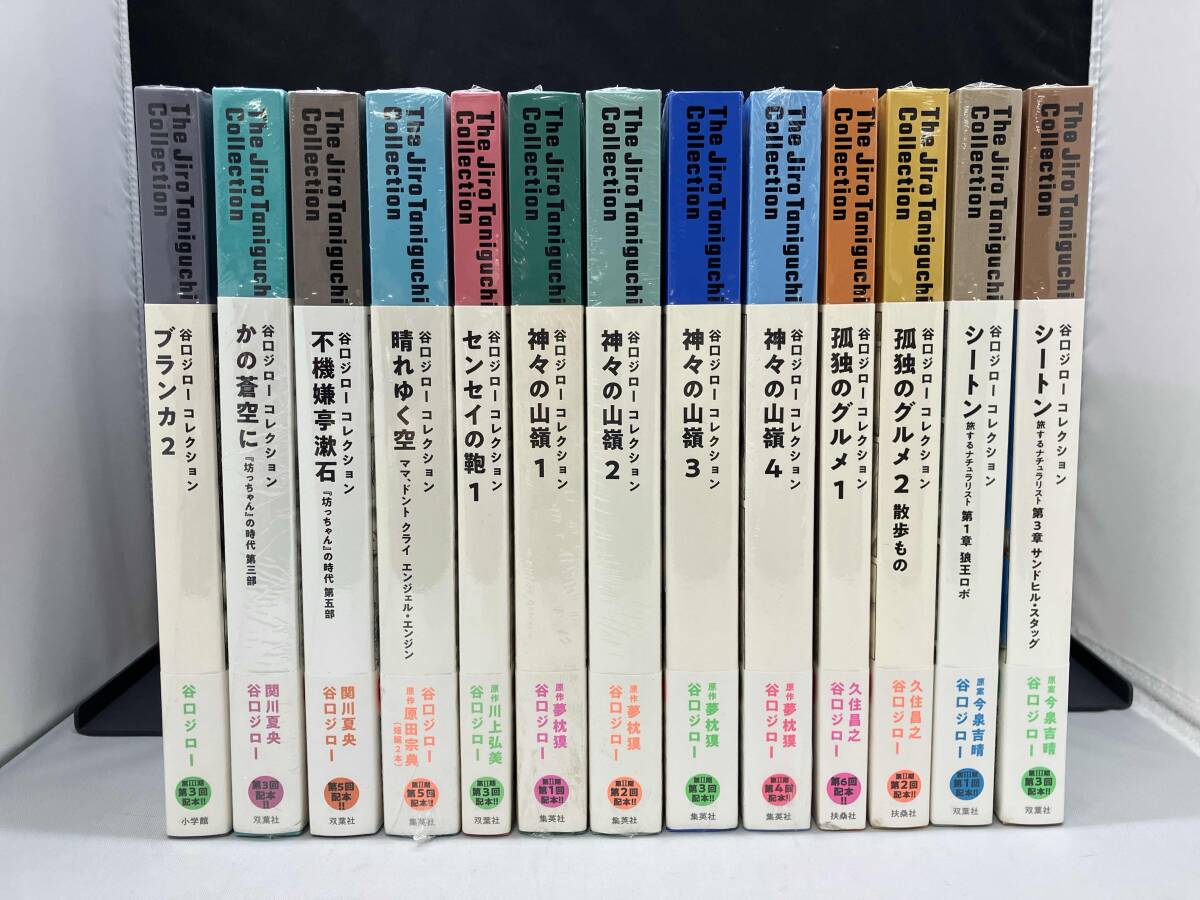 The Jiro Taniguchi
Collection
谷口ジロー コレクション
ブランカ2
谷口ジロー
第II期
第3回
配本!!
小学館
The Jiro Taniguchi
Collection
谷口ジロー コレクション
かの蒼空に 『坊っちゃん』の時代 第三部
関川夏央
谷口ジロー
第3回
配本!!
双葉社
The Jiro Taniguchi
Collection
谷口ジロー コレクション
不機嫌亭漱石 『坊っちゃん』の時代 第五部
関川夏央
谷口ジロー
第5回
配本!!
双葉社
The Jiro Taniguchi
Collection
谷口ジロー コレクション
晴れゆく空 ママ、ドント クライ エンジェル・エンジン
谷口ジロー
原作 原田宗典(短編2本)
第II期
第5回
配本!!
集英社
The Jiro Taniguchi
Collection
谷口ジロー コレクション
センセイの鞄1
原作 川上弘美
谷口ジロー
第II期
第3回
配本!!
双葉社
The Jiro Taniguchi
Collection
谷口ジロー コレクション
神々の山嶺1
原作 夢枕獏
谷口ジロー
第II期
第1回
配本!!
集英社
The Jiro Taniguchi
Collection
谷口ジロー コレクション
神々の山嶺2
原作 夢枕獏
谷口ジロー
第II期
第2回
配本!!
集英社
The Jiro Taniguchi
Collection
谷口ジロー コレクション
神々の山嶺3
原作 夢枕獏
谷口ジロー
第II期
第3回
配本!!
集英社
The Jiro Taniguchi
Collection
谷口ジロー コレクション
神々の山嶺4
原作 夢枕獏
谷口ジロー
第II期
第4回
配本!!
集英社
The Jiro Taniguchi
Collection
谷口ジロー コレクション
孤独のグルメ1
久住昌之
谷口ジロー
第6回
配本!!
扶桑社
The Jiro Taniguchi
Collection
谷口ジロー コレクション
孤独のグルメ2 散歩もの
久住昌之
谷口ジロー
第II期
第2回
配本!!
扶桑社
The Jiro Taniguchi
Collection
谷口ジロー コレクション
シートン 旅するナチュラリスト 第1章 狼王ロボ
原案 今泉吉晴
谷口ジロー
第III期
第1回
配本!!
双葉社
The Jiro Taniguchi
Collection
谷口ジロー コレクション
シートン 旅するナチュラリスト 第3章 サンドヒル・スタッグ
原案 今泉吉晴
谷口ジロー
第III期
第3回
配本!!
双葉社